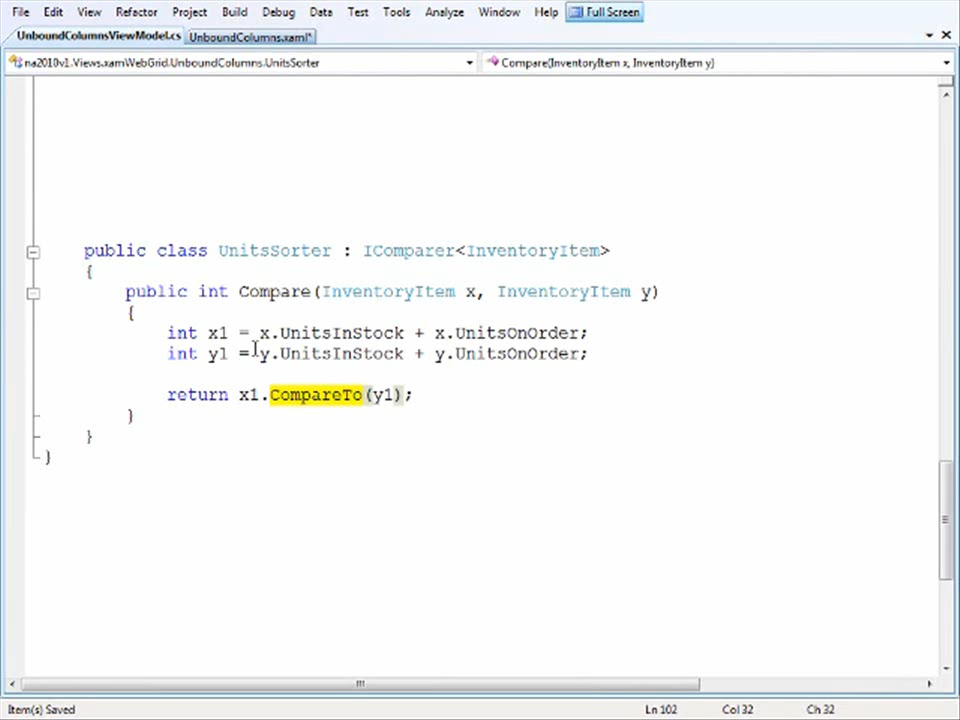 File Edit View Refactor Project Build Debug Data Test Tools Analyze Window Help Full Screen
UnboundColumnsViewModel.cs UnboundColumns.xaml*
na2010v1.Views.xamWebGrid.UnboundColumns.UnitsSorter Compare(InventoryItem x, InventoryItem y)
public class UnitsSorter : IComparer<InventoryItem>
{
public int Compare(InventoryItem x, InventoryItem y)
{
int x1 = x.UnitsInStock + x.UnitsOnOrder;
int y1 = y.UnitsInStock + y.UnitsOnOrder;
return x1.CompareTo(y1);
}
}
}
Item(s) Saved Ln 102 Col 32 Ch 32